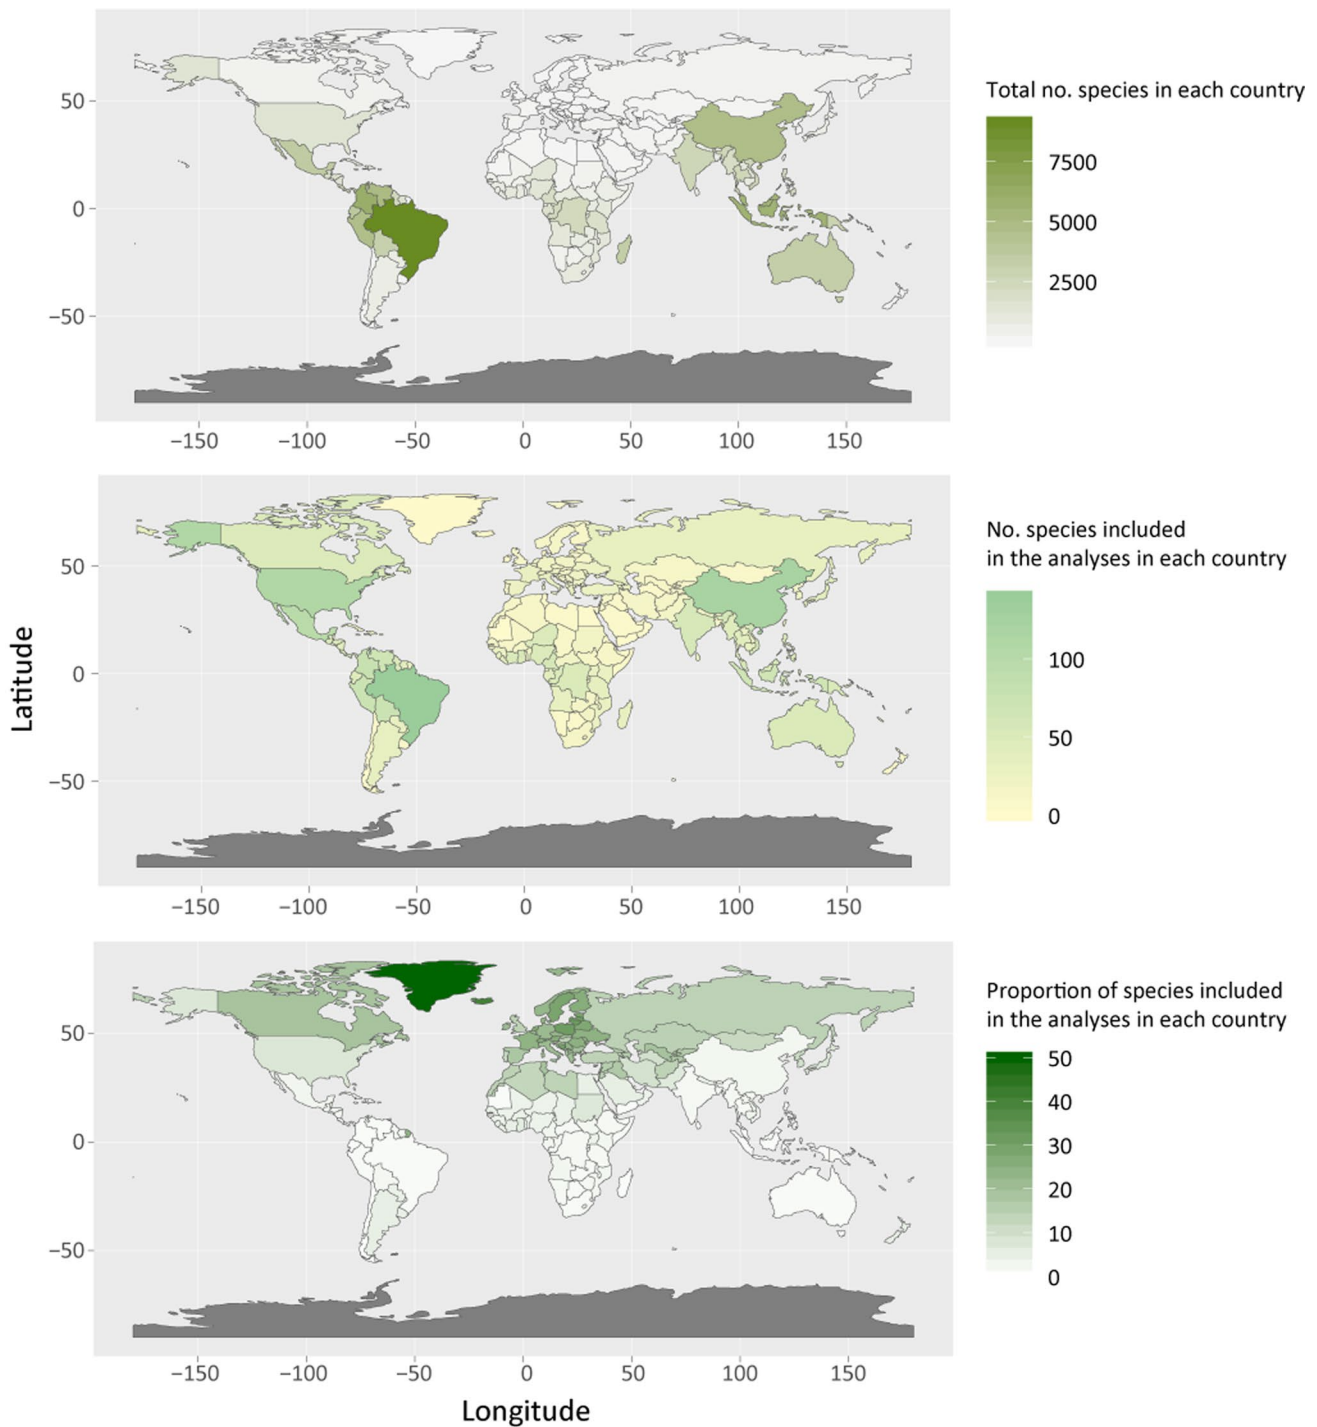 Total no. species in each country
7500
5000
2500
50
0
−50
−150 −100 −50 0 50 100 150
No. species included
in the analyses in each country
100
50
0
Latitude
50
0
−50
−150 −100 −50 0 50 100 150
Proportion of species included
in the analyses in each country
50
40
30
20
10
0
50
0
−50
−150 −100 −50 0 50 100 150
Longitude